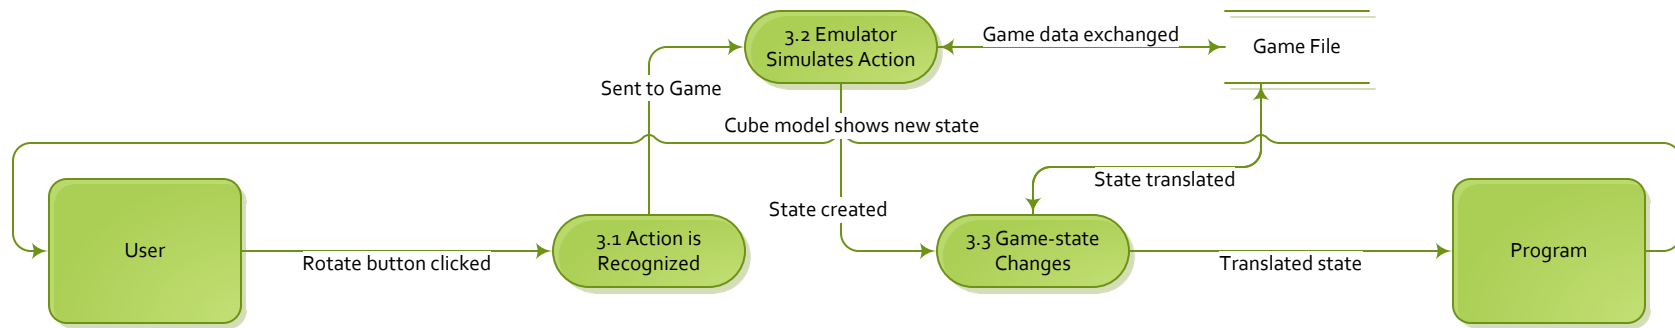 3.2 Emulator
Simulates Action
Game data exchanged
Game File
Sent to Game
Cube model shows new state
State translated
State created
User
Rotate button clicked
3.1 Action is
Recognized
3.3 Game-state
Changes
Translated state
Program